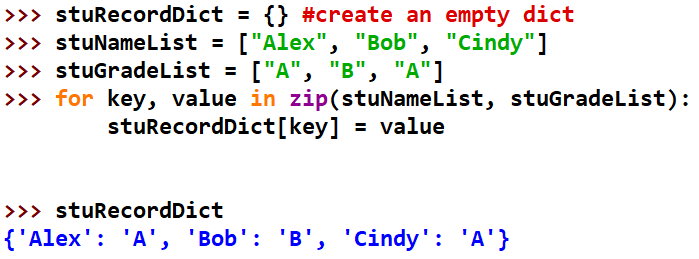 >>> stuRecordDict = {} #create an empty dict
>>> stuNameList = ["Alex", "Bob", "Cindy"]
>>> stuGradeList = ["A", "B", "A"]
>>> for key, value in zip(stuNameList, stuGradeList):
        stuRecordDict[key] = value
>>> stuRecordDict
{'Alex': 'A', 'Bob': 'B', 'Cindy': 'A'}